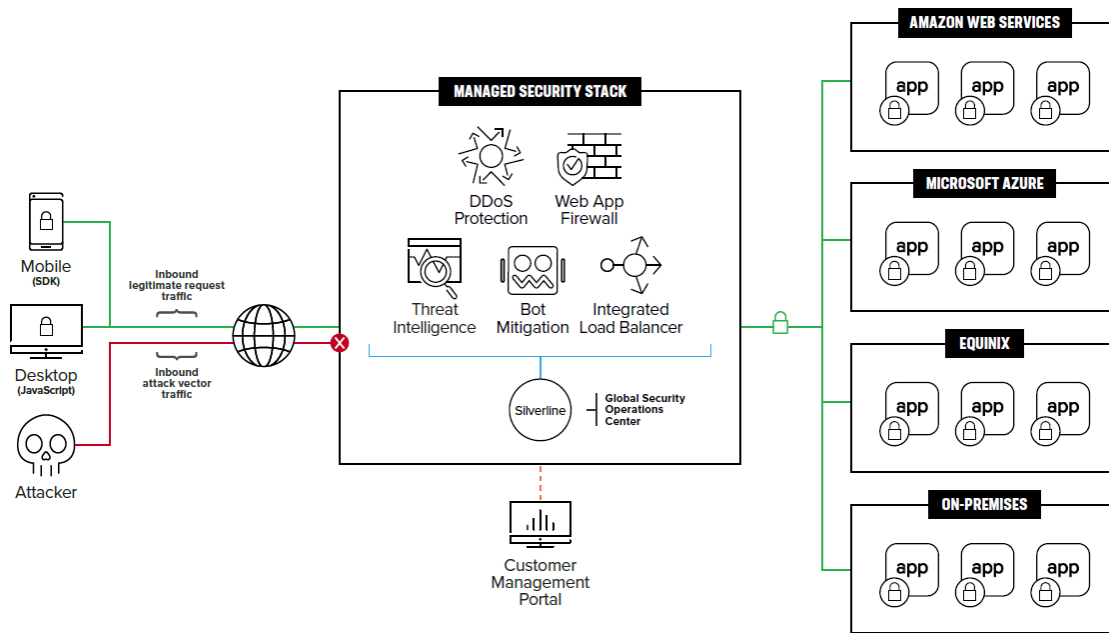 AMAZON WEB SERVICES
app
app
app
MANAGED SECURITY STACK
DDoS
Protection
Web App
Firewall
MICROSOFT AZURE
app
app
app
Mobile
(SDK)
Inbound
legitimate request
traffic
Threat
Intelligence
Bot
Mitigation
Integrated
Load Balancer
Desktop
(JavaScript)
Inbound
attack vector
traffic
EQUINIX
app
app
app
Silverline
Global Security
Operations
Center
Attacker
ON-PREMISES
app
app
app
Customer
Management
Portal